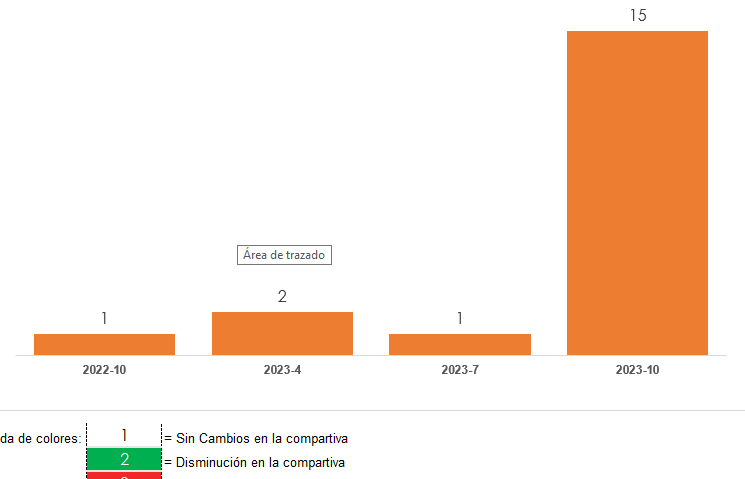 15
Área de trazado
2
1
1
2022-10
2023-4
2023-7
2023-10
da de colores:
1
= Sin Cambios en la compartiva
2
= Disminución en la compartiva